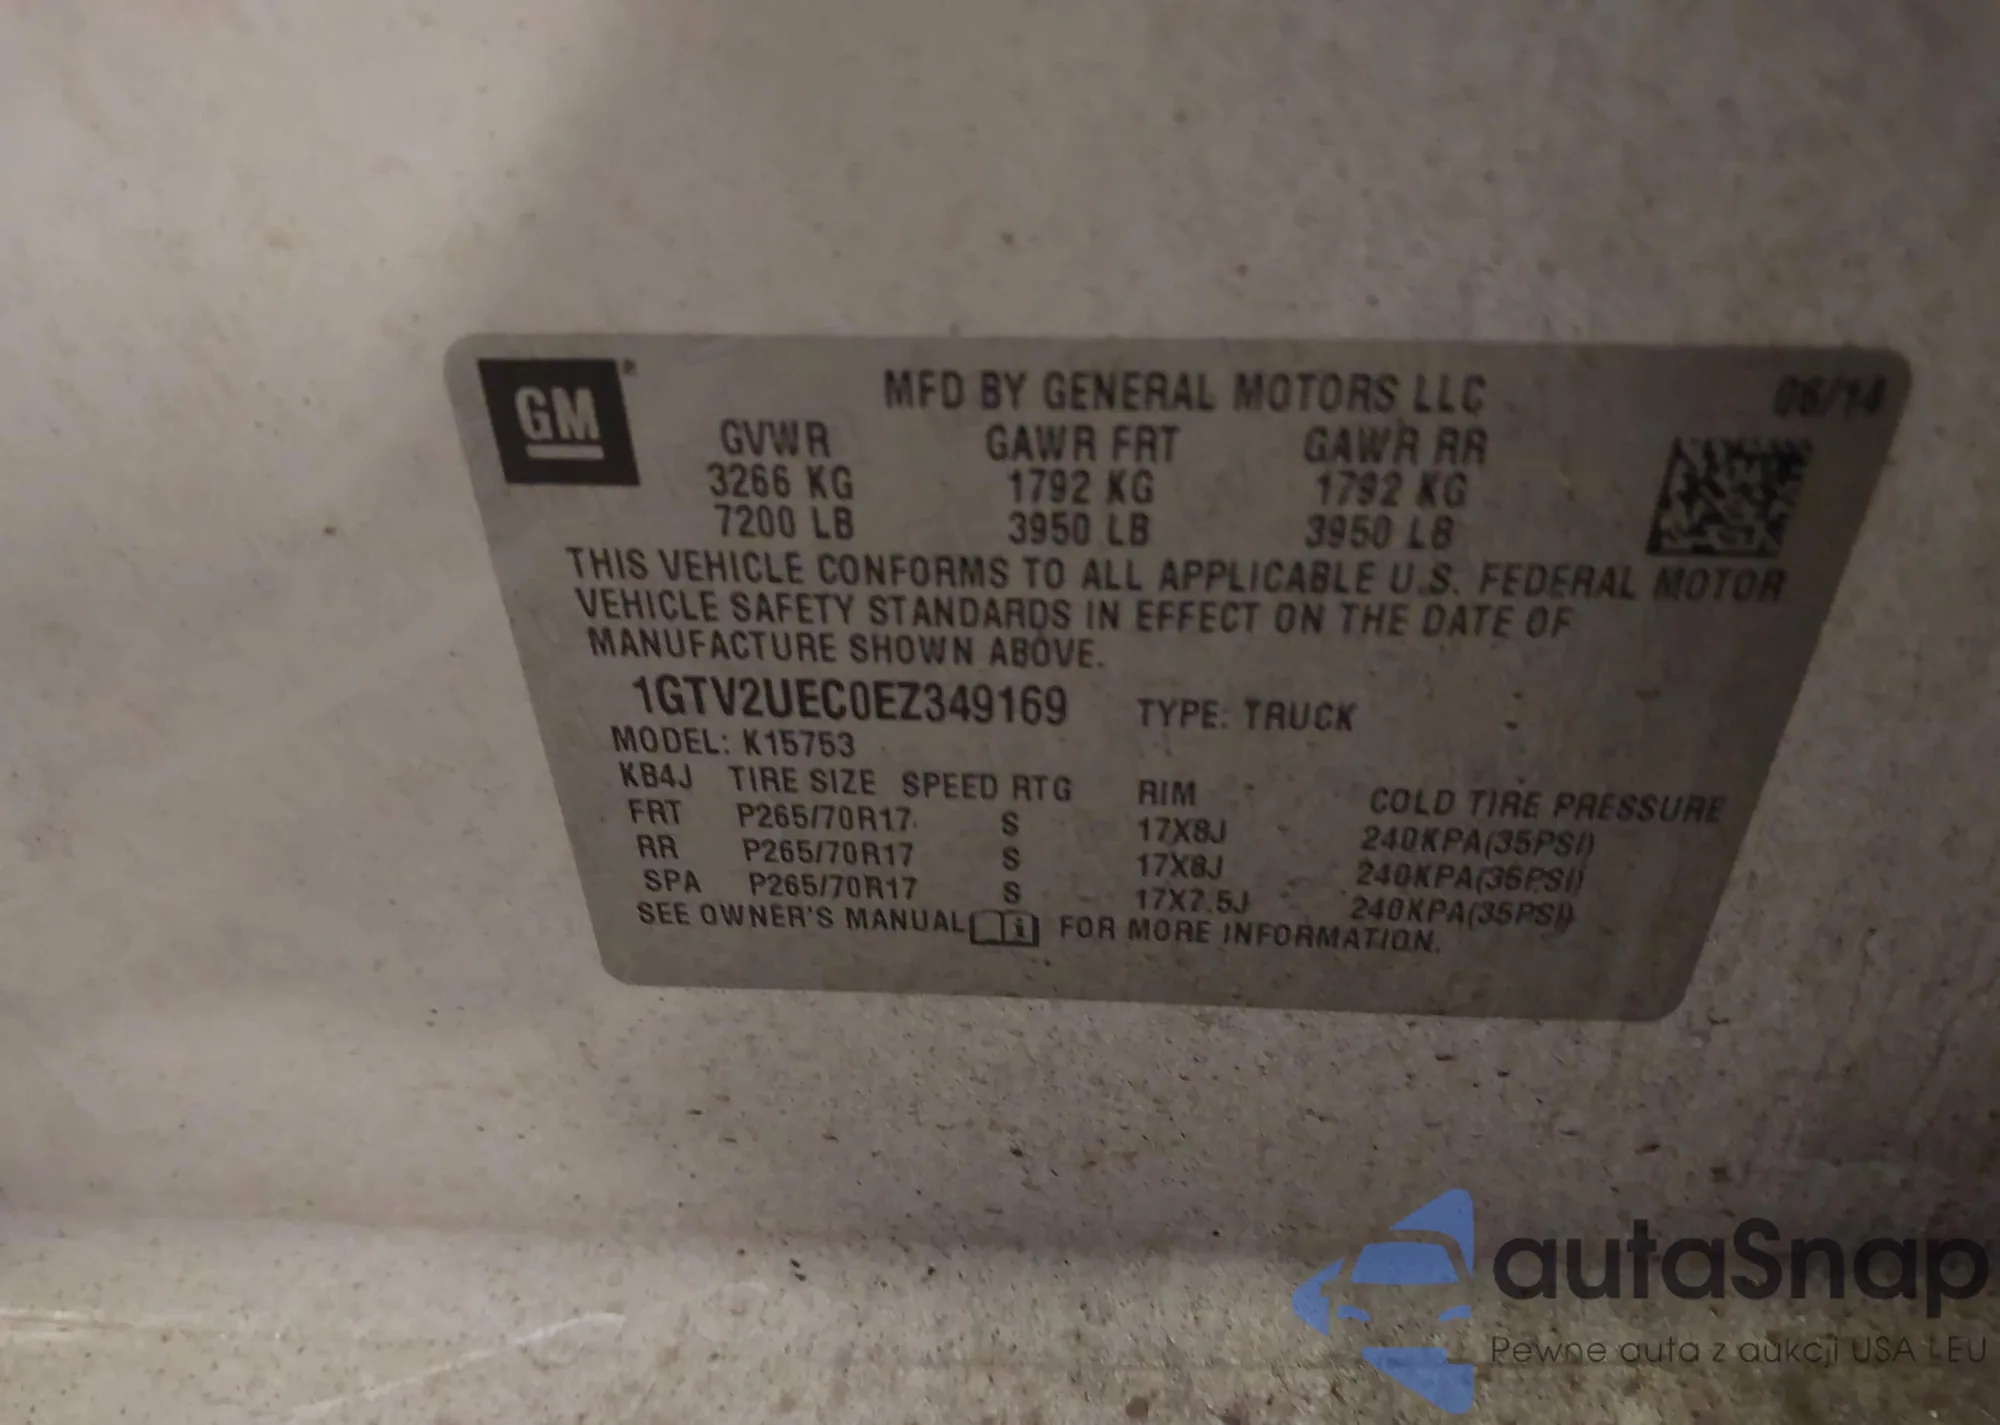 GM®
MFD BY GENERAL MOTORS LLC 06/14
GVWR GAWR FRT GAWR RR
3266 KG 1792 KG 1792 KG
7200 LB 3950 LB 3950 LB
THIS VEHICLE CONFORMS TO ALL APPLICABLE U.S. FEDERAL MOTOR
VEHICLE SAFETY STANDARDS IN EFFECT ON THE DATE OF
MANUFACTURE SHOWN ABOVE.
1GTV2UEC0EZ349169 TYPE: TRUCK
MODEL: K15753
KB4J TIRE SIZE SPEED RTG RIM COLD TIRE PRESSURE
FRT P265/70R17 S 17X8J 240KPA(35PSI)
RR P265/70R17 S 17X8J 240KPA(35PSI)
SPA P265/70R17 S 17X7.5J 240KPA(35PSI)
SEE OWNER'S MANUAL FOR MORE INFORMATION.
autaSnap
Pewne auta z aukcji USA i EU